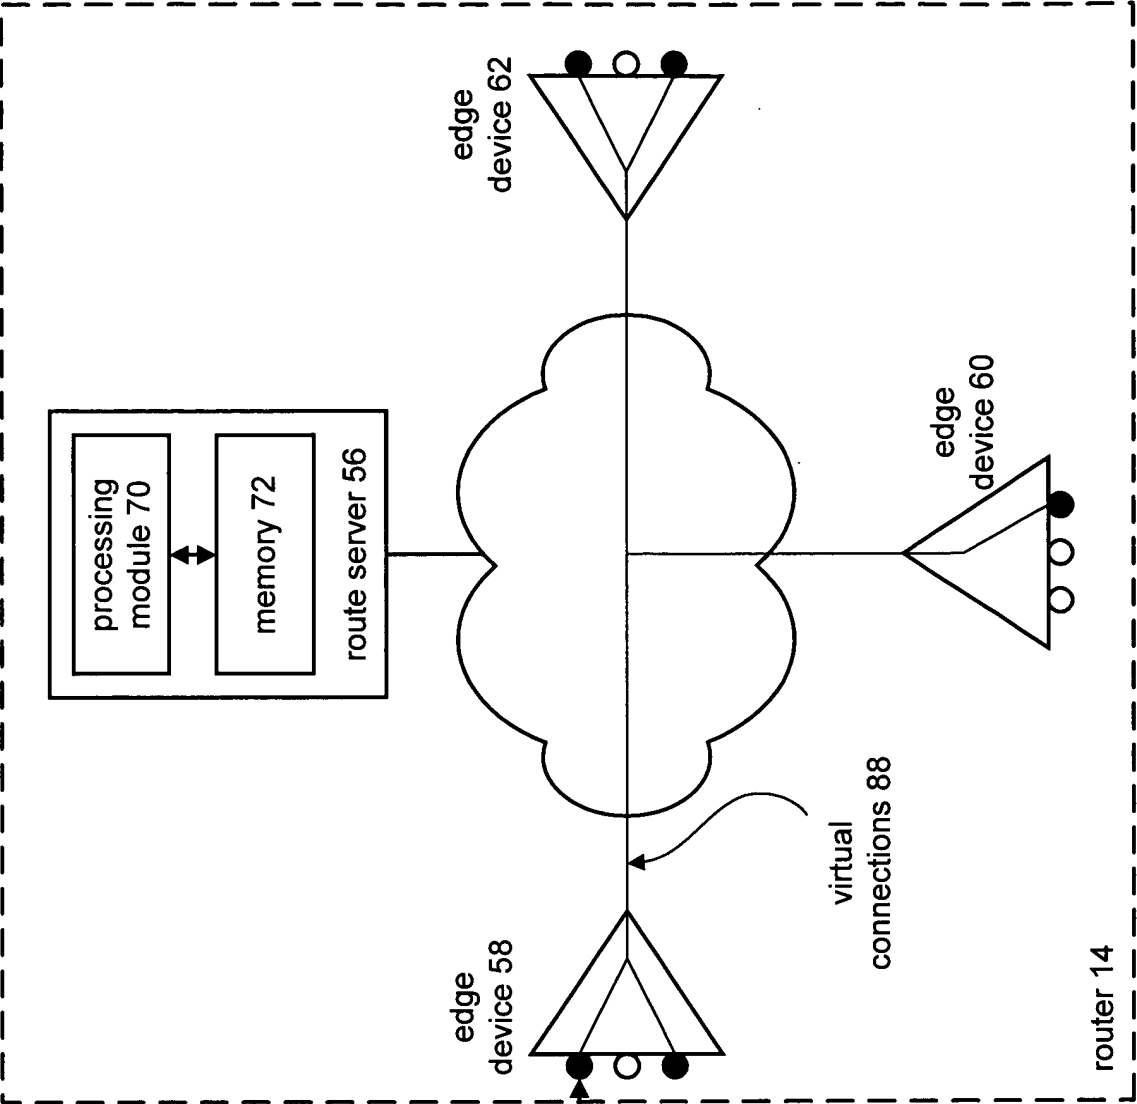 processing
module 70
memory 72
route server 56
edge
device 58
edge
device 62
edge
device 60
virtual
connections 88
router 14